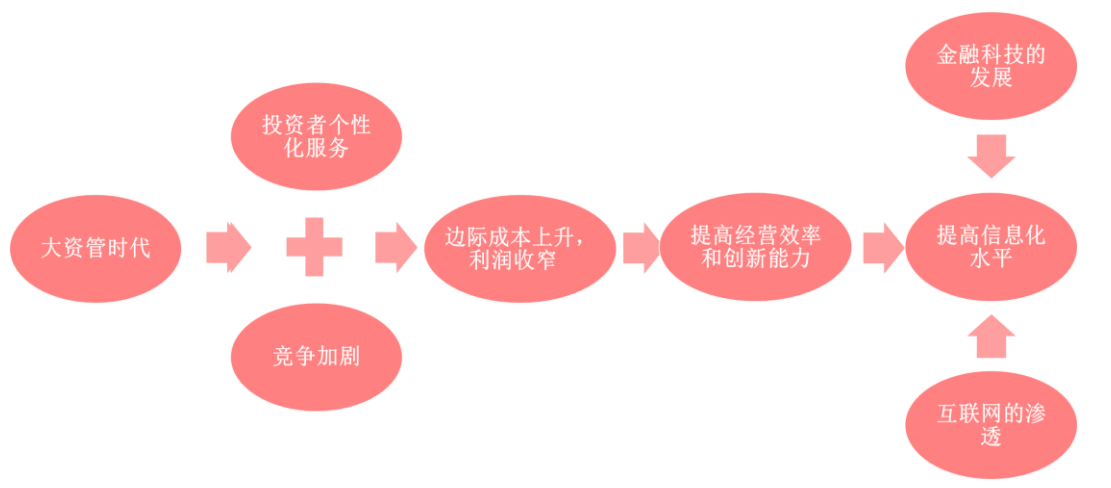 大资管时代
投资者个性
化服务
竞争加剧
边际成本上升，
利润收窄
提高经营效率
和创新能力
金融科技的
发展
提高信息化
水平
互联网的渗
透